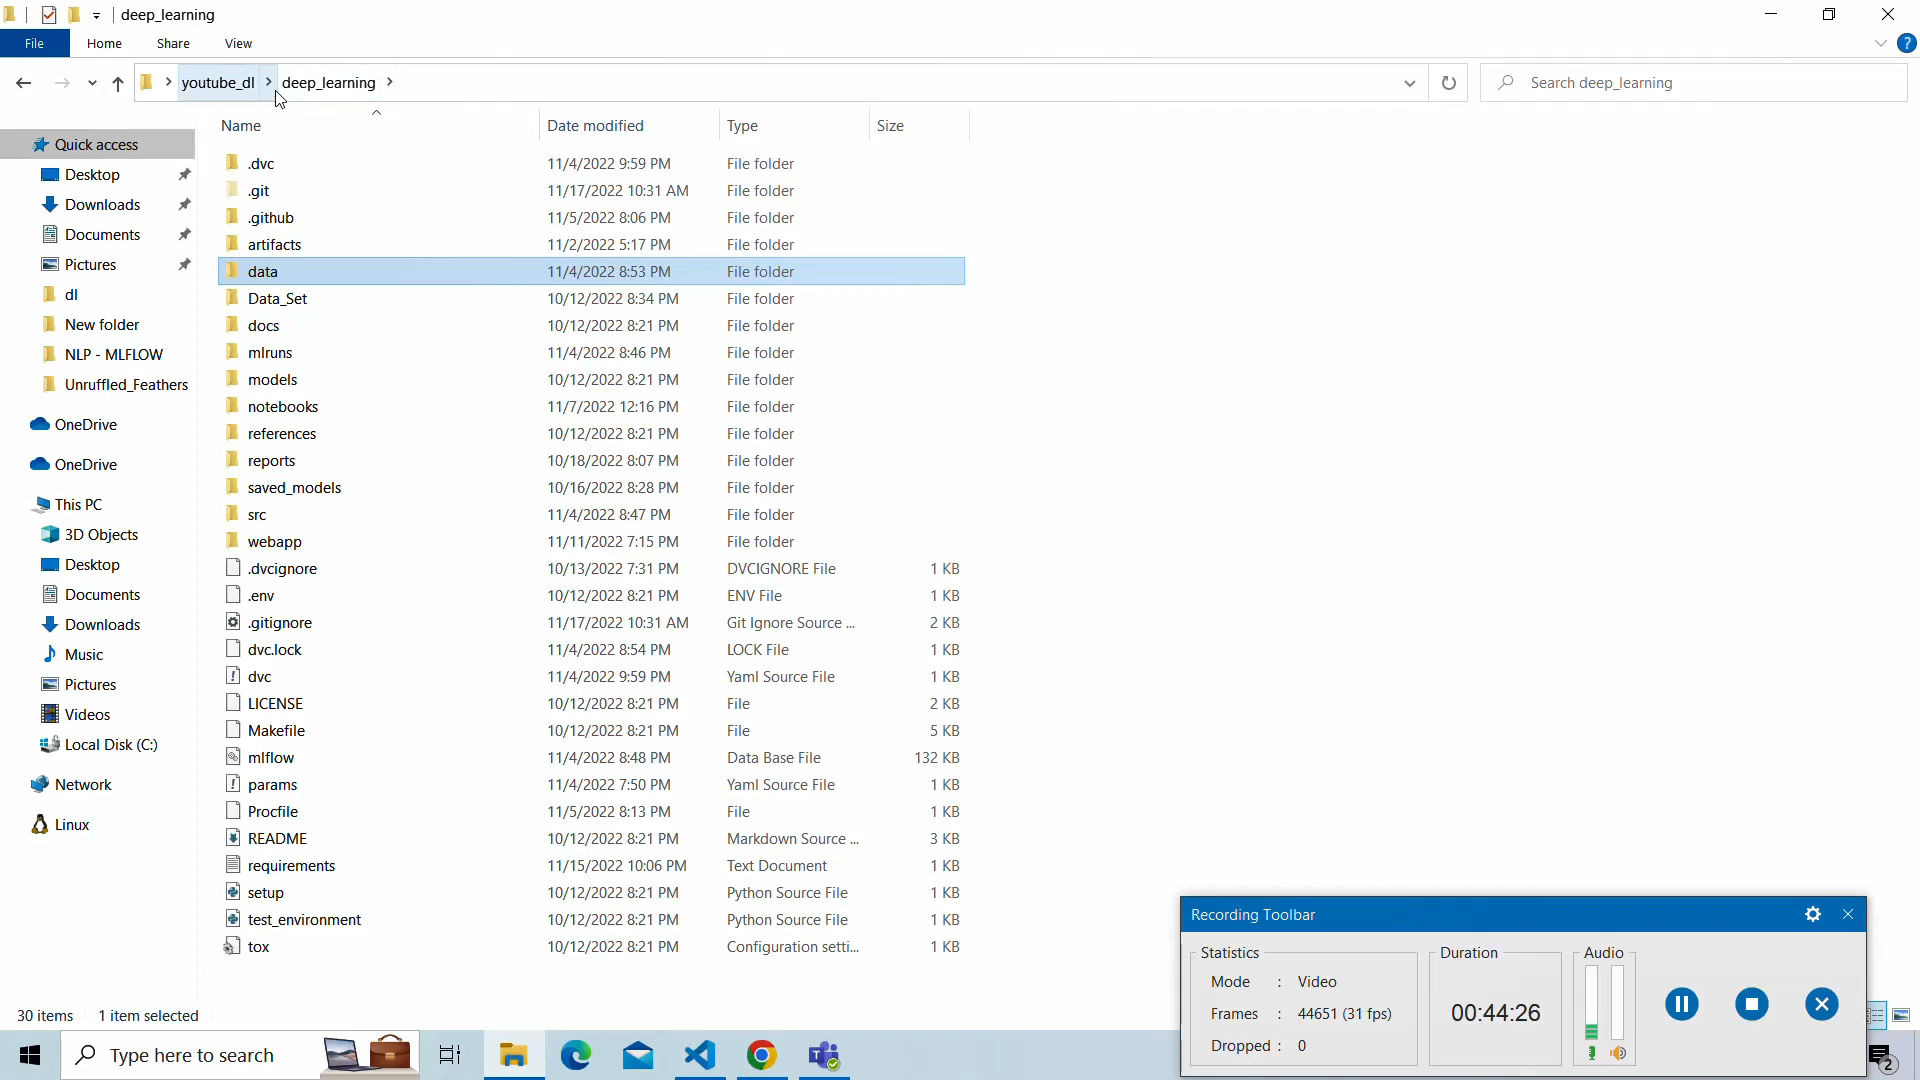 deep_learning
File Home Share View
youtube_dl deep_learning
Search deep_learning
Name Date modified Type Size
Quick access
Desktop
Downloads
Documents
Pictures
dl
New folder
NLP - MLFLOW
Unruffled_Feathers
OneDrive
OneDrive
This PC
3D Objects
Desktop
Documents
Downloads
Music
Pictures
Videos
Local Disk (C:)
Network
Linux
.dvc 11/4/2022 9:59 PM File folder
.git 11/17/2022 10:31 AM File folder
.github 11/5/2022 8:06 PM File folder
artifacts 11/2/2022 5:17 PM File folder
data 11/4/2022 8:53 PM File folder
Data_Set 10/12/2022 8:34 PM File folder
docs 10/12/2022 8:21 PM File folder
mlruns 11/4/2022 8:46 PM File folder
models 10/12/2022 8:21 PM File folder
notebooks 11/7/2022 12:16 PM File folder
references 10/12/2022 8:21 PM File folder
reports 10/18/2022 8:07 PM File folder
saved_models 10/16/2022 8:28 PM File folder
src 11/4/2022 8:47 PM File folder
webapp 11/11/2022 7:15 PM File folder
.dvcignore 10/13/2022 7:31 PM DVCIGNORE File 1 KB
.env 10/12/2022 8:21 PM ENV File 1 KB
.gitignore 11/17/2022 10:31 AM Git Ignore Source ... 2 KB
dvc.lock 11/4/2022 8:54 PM LOCK File 1 KB
dvc 11/4/2022 9:59 PM Yaml Source File 1 KB
LICENSE 10/12/2022 8:21 PM File 2 KB
Makefile 10/12/2022 8:21 PM File 5 KB
mlflow 11/4/2022 8:48 PM Data Base File 132 KB
params 11/4/2022 7:50 PM Yaml Source File 1 KB
Procfile 11/5/2022 8:13 PM File 1 KB
README 10/12/2022 8:21 PM Markdown Source ... 3 KB
requirements 11/15/2022 10:06 PM Text Document 1 KB
setup 10/12/2022 8:21 PM Python Source File 1 KB
test_environment 10/12/2022 8:21 PM Python Source File 1 KB
tox 10/12/2022 8:21 PM Configuration setti... 1 KB
Recording Toolbar
Statistics Duration Audio
Mode : Video
Frames : 44651 (31 fps)
00:44:26
Dropped : 0
30 items 1 item selected
Type here to search
2